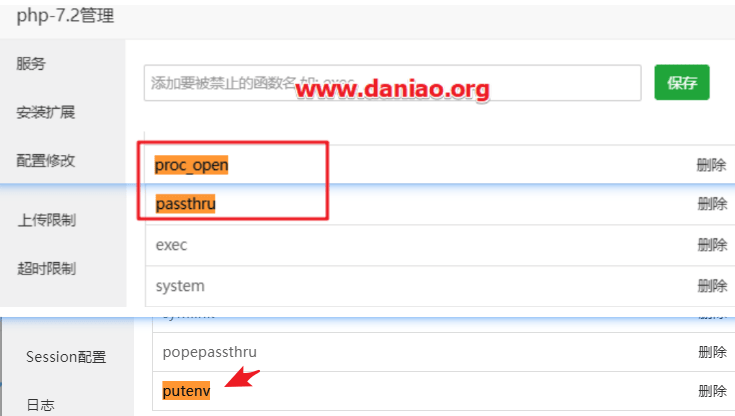 php-7.2管理
服务
添加要被禁止的函数名,如: exec
www.daniao.org
保存
安装扩展
配置修改
proc_open 删除
passthru 删除
上传限制
exec 删除
超时限制
system 删除
删除
popepassthru 删除
Session配置
putenv 删除
日志